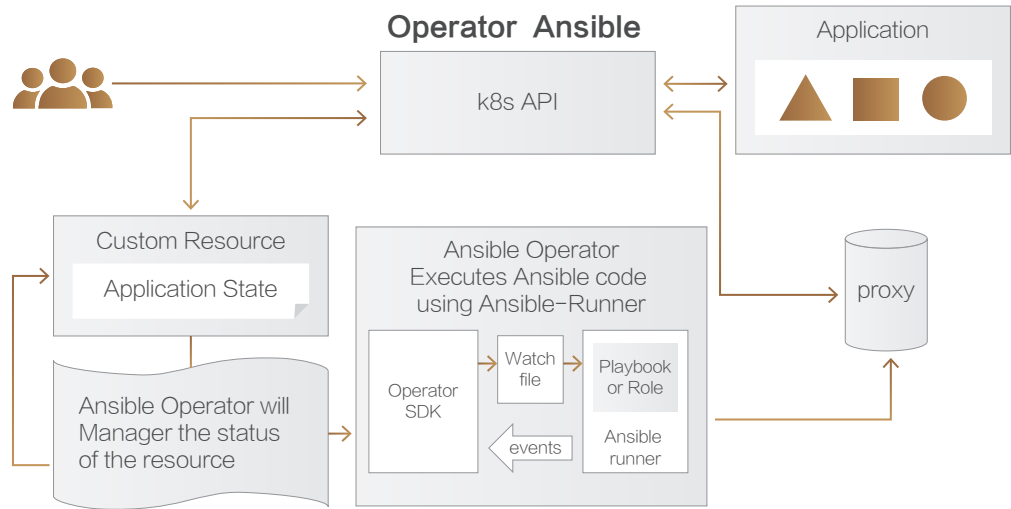 Operator Ansible
k8s API
Application
Custom Resource
Application State
Ansible Operator will
Manager the status
of the resource
Ansible Operator
Executes Ansible code
using Ansible-Runner
Operator
SDK
Watch
file
Playbook
or Role
Ansible
runner
events
proxy